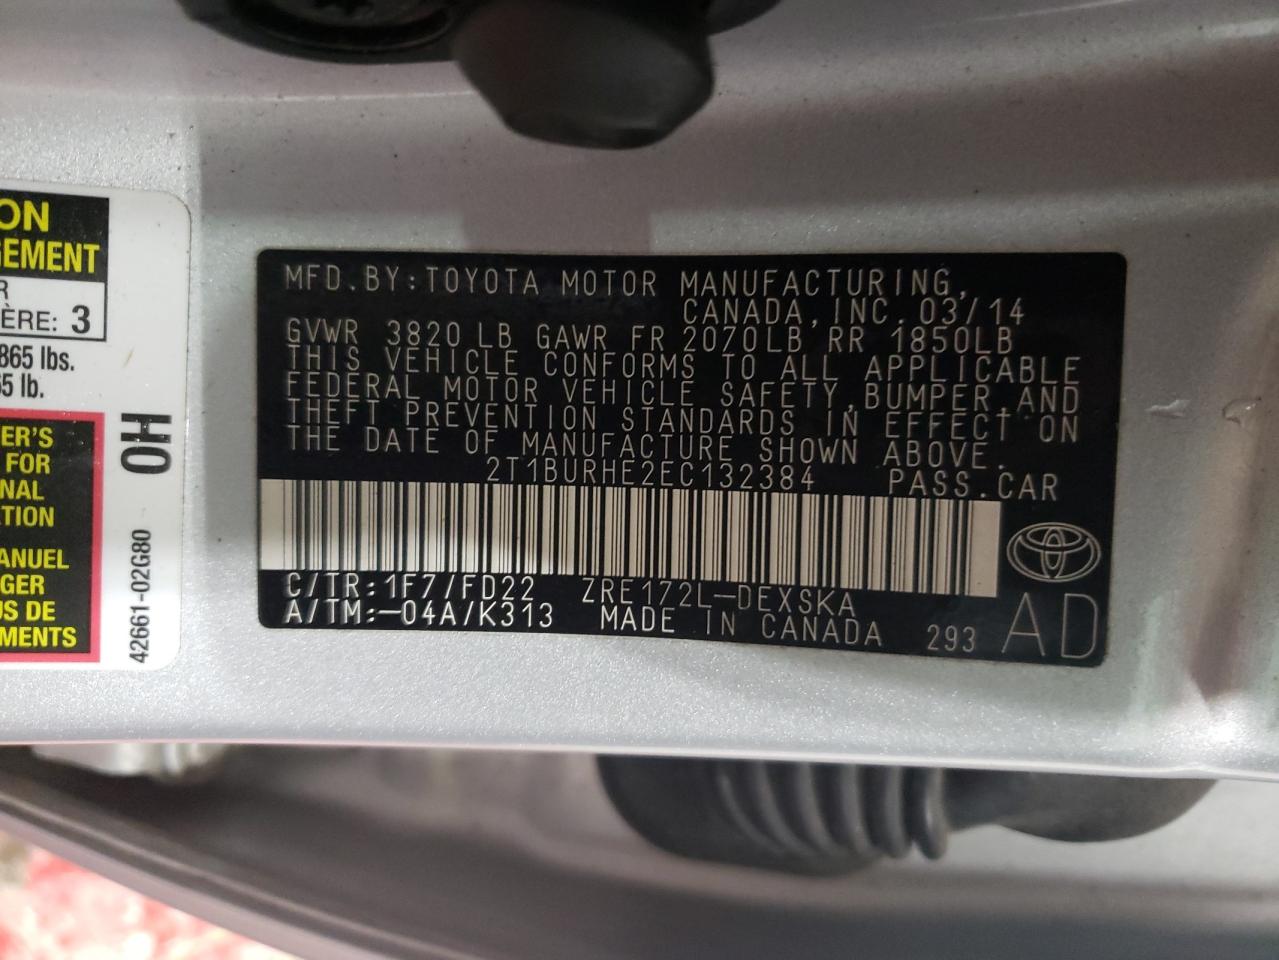 ON
GEMENT
R
ÈRE: 3
865 lbs.
5 lb.
ER'S
FOR
NAL
TION
ANUEL
GER
US DE
MENTS
OH
42661-02G80
MFD.BY:TOYOTA MOTOR MANUFACTURING,
CANADA, INC. 03/14
GVWR 3820 LB GAWR FR 2070LB RR 1850LB
THIS VEHICLE CONFORMS TO ALL APPLICABLE
FEDERAL MOTOR VEHICLE SAFETY, BUMPER AND
THEFT PREVENTION STANDARDS IN EFFECT ON
THE DATE OF MANUFACTURE SHOWN ABOVE.
2T1BURHE2EC132384 PASS.CAR
C/TR:1F7/FD22 ZRE172L-DEXSKA
A/TM:-04A/K313 MADE IN CANADA 293 AD